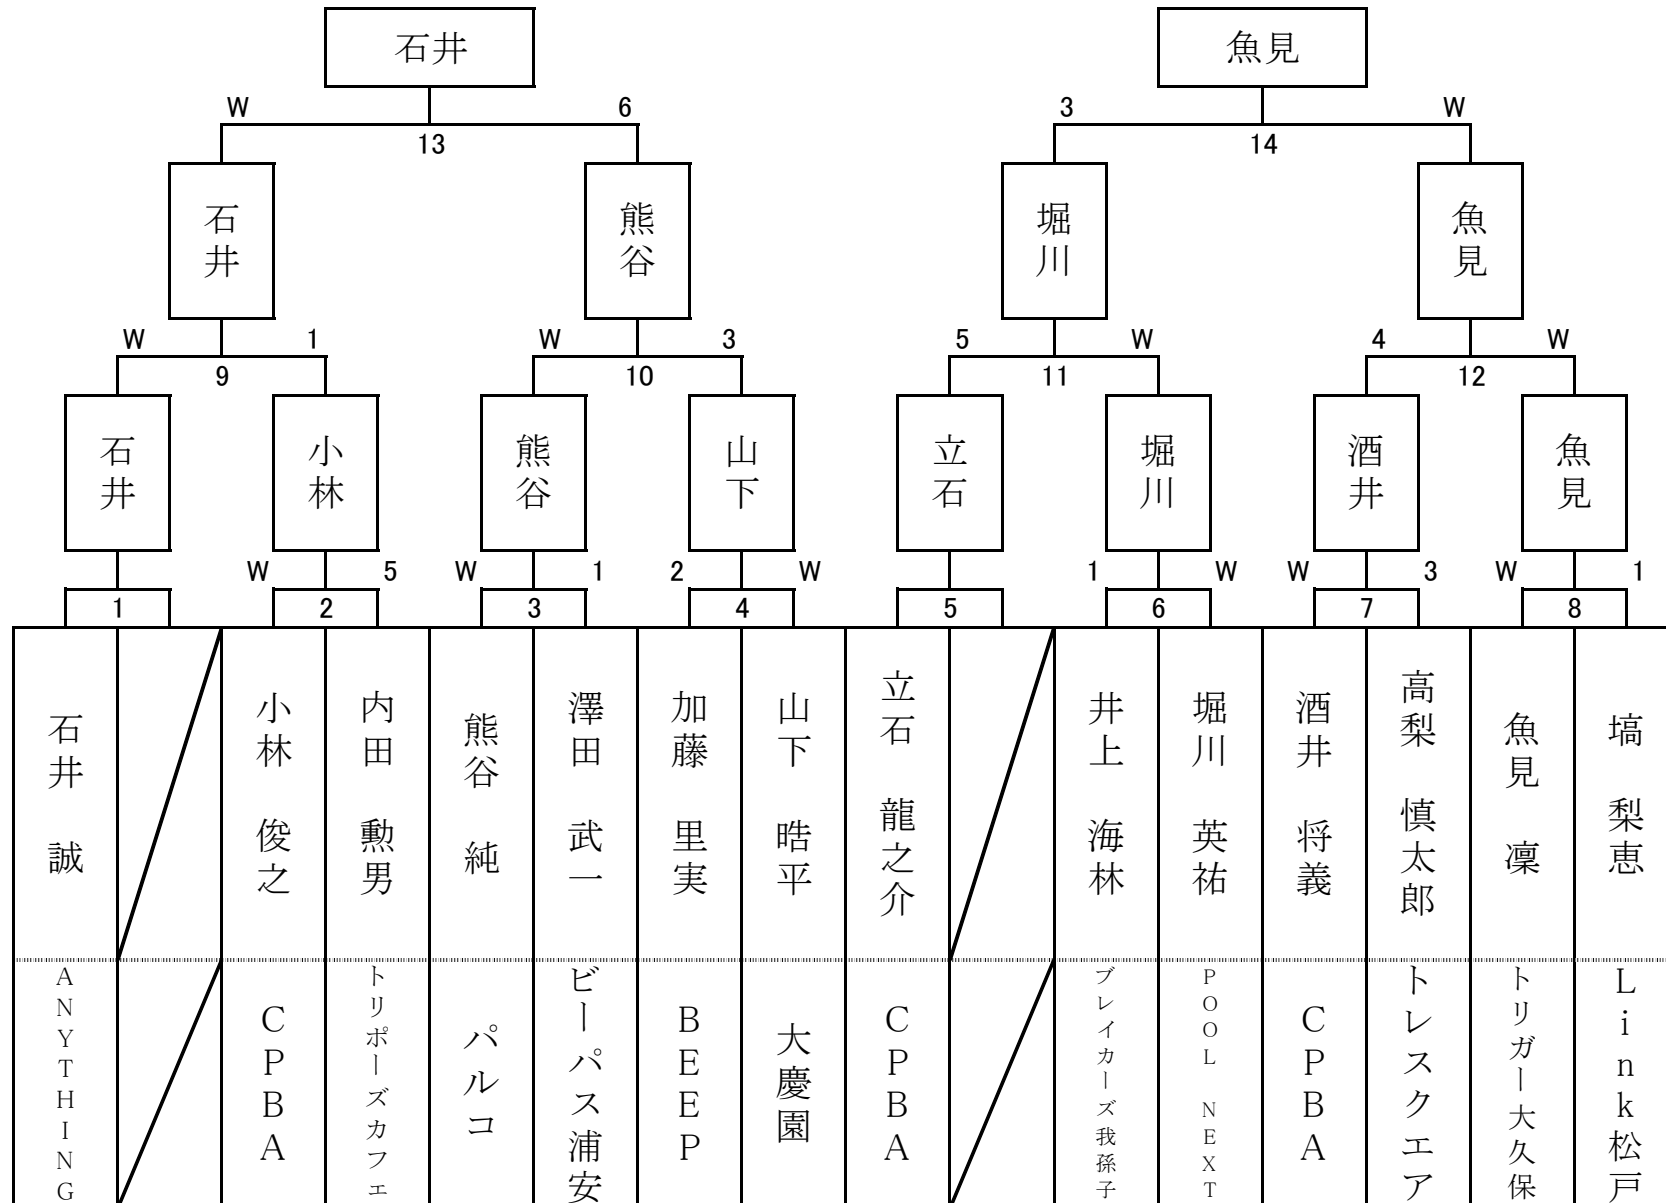 石井
魚見
W 6 3 W
13 14
石井
熊谷
堀川
魚見
W 1 W 3 5 W 4 W
9 10 11 12
石井
小林
熊谷
山下
立石
堀川
酒井
魚見
W 5 W 1 2 W 1 W W 3 W 1
1 2 3 4 5 6 7 8
石井 誠
小林 俊之
内田 勲男
熊谷 純
澤田 武一
加藤 里実
山下 晧平
立石 龍之介
井上 海林
堀川 英祐
酒井 将義
高梨 慎太郎
魚見 凜
塙 梨恵
ANYTHING
CPBA
トリポーズカフェ
パルコ
ビーパス浦安
BEEP
大慶園
CPBA
ブレイカーズ我孫子
POOL NEXT
CPBA
トレスクエア
トリガー大久保
Link松戸